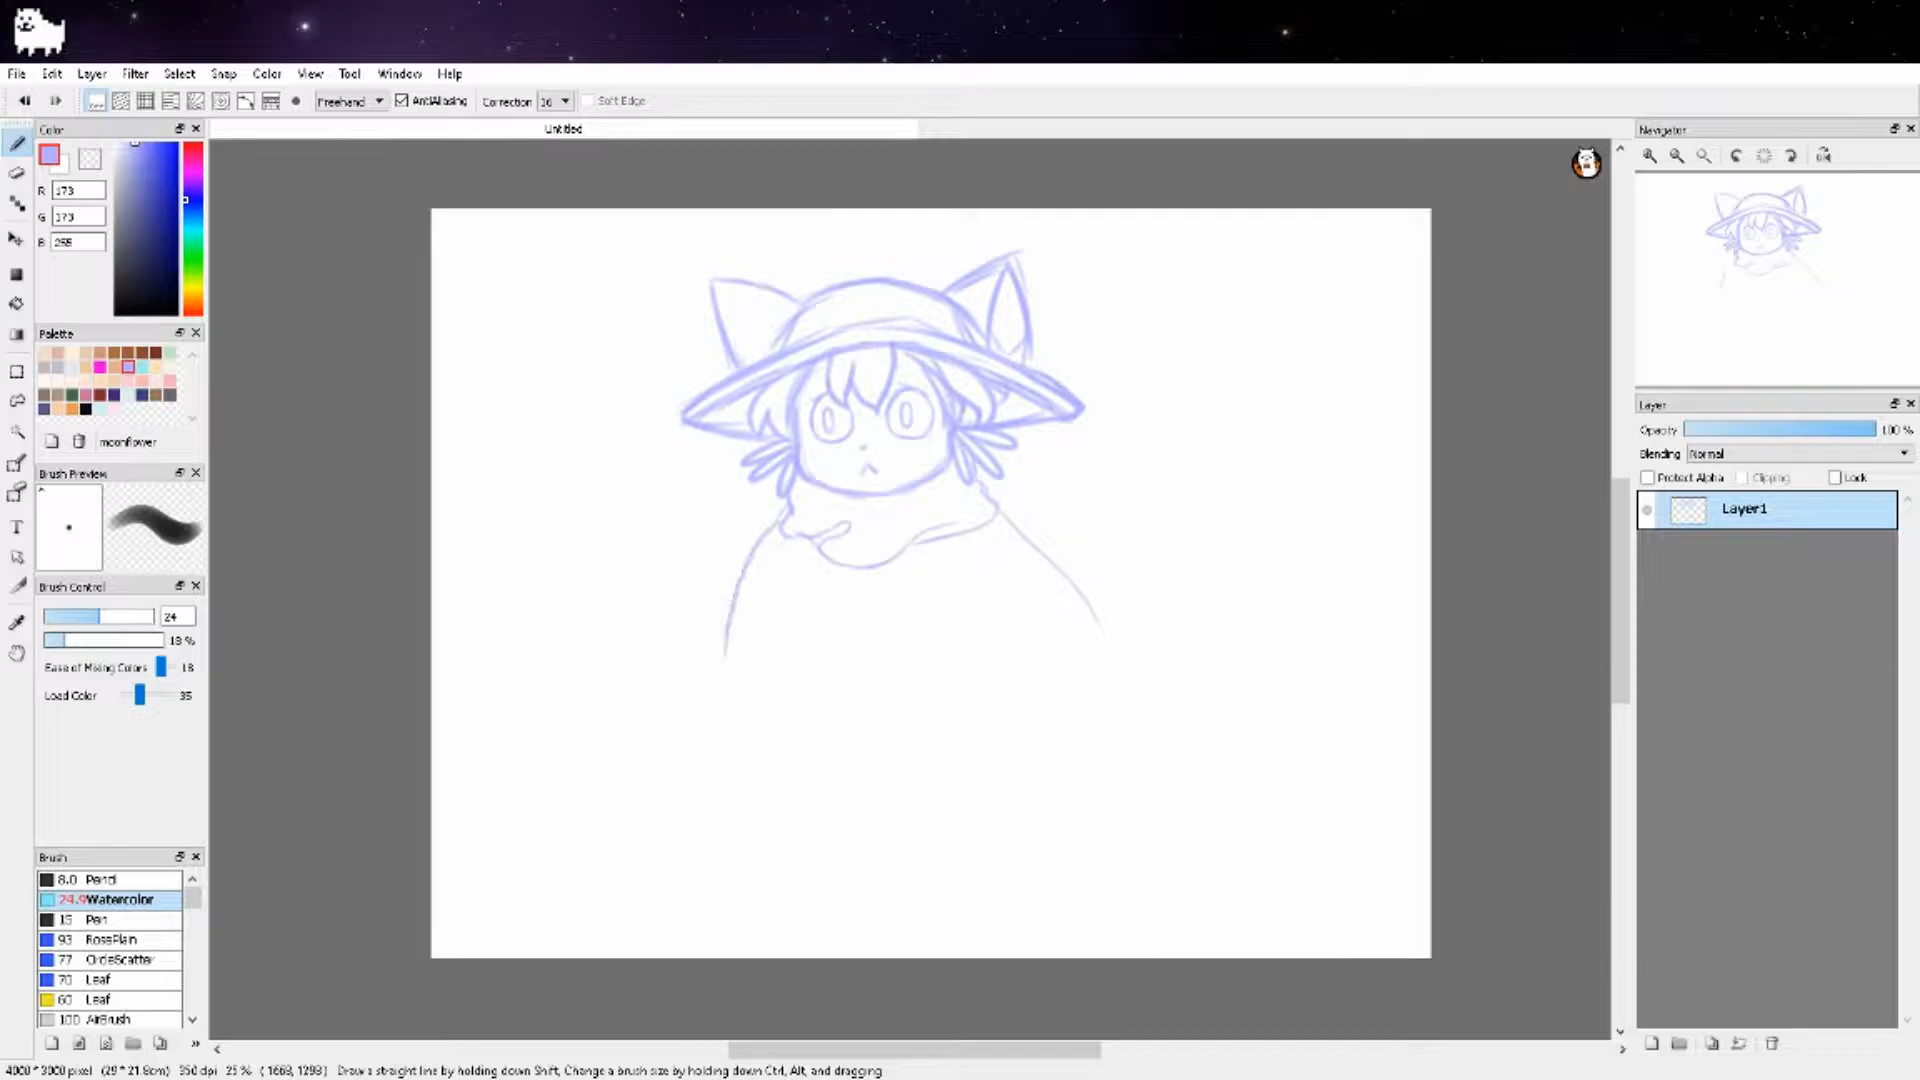 File Edit Layer Filter Select Snap Color View Tool Window Help
Freehand AntiAliasing Correction 10 Soft Edge
Color
Untitled
Navigator
R 173
G 173
B 255
Palette
moonflower
Brush Preview
Brush Control
24
18 %
Ease of Mixing Colors 18
Load Color 35
Layer
Opacity 100 %
Blending Normal
Protect Alpha Clipping Lock
Layer1
Brush
8.0 Pencil
24.9 Watercolor
15 Pen
93 RosePlain
77 CircleScatter
70 Leaf
60 Leaf
100 AirBrush
4000 * 3000 pixel (29 * 21.8cm) 350 dpi 25 % ( 1668, 1293) Draw a straight line by holding down Shift, Change a brush size by holding down Ctrl, Alt, and dragging